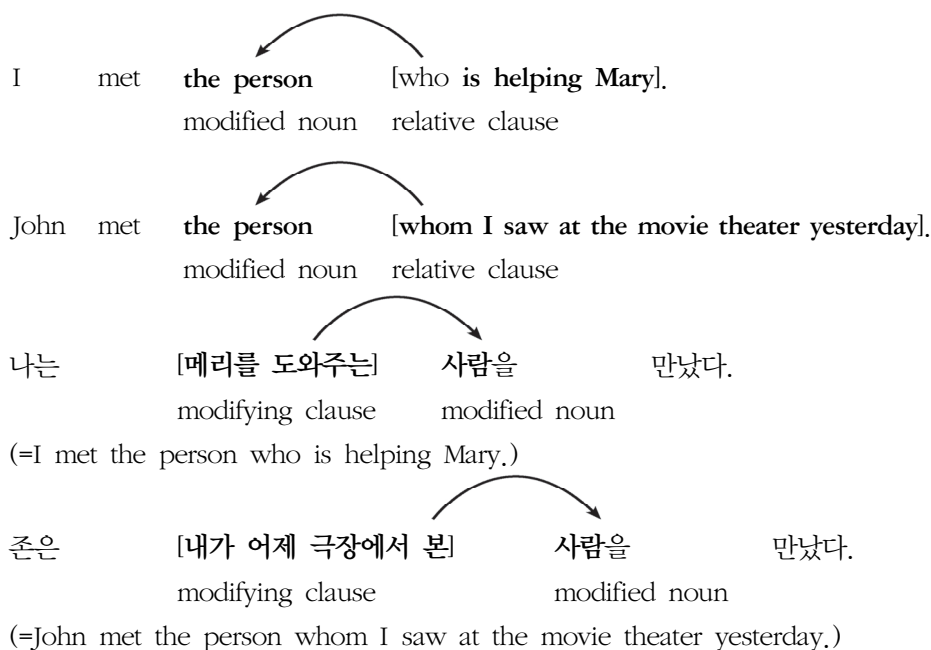 I met the person [who is helping Mary].
modified noun relative clause
John met the person [whom I saw at the movie theater yesterday].
modified noun relative clause
나는 [메리를 도와주는] 사람을 만났다.
modifying clause modified noun
(=I met the person who is helping Mary.)
존은 [내가 어제 극장에서 본] 사람을 만났다.
modifying clause modified noun
(=John met the person whom I saw at the movie theater yesterday.)